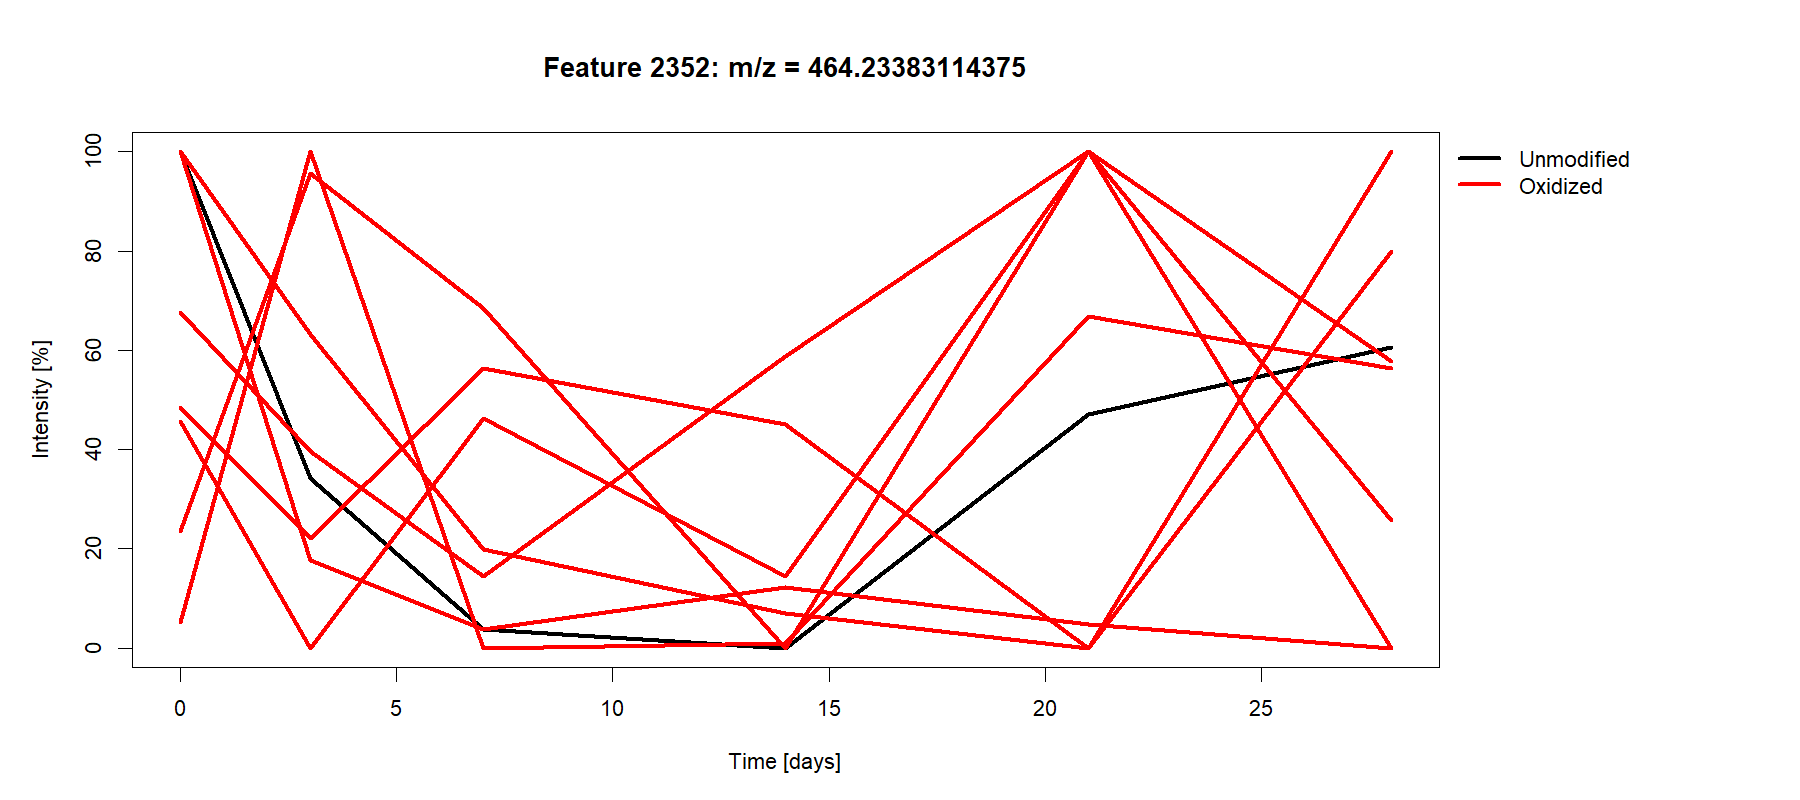 Feature 2352: m/z = 464.23383114375
Unmodified
Oxidized
Intensity [%]
100
80
60
40
20
0
0 5 10 15 20 25
Time [days]